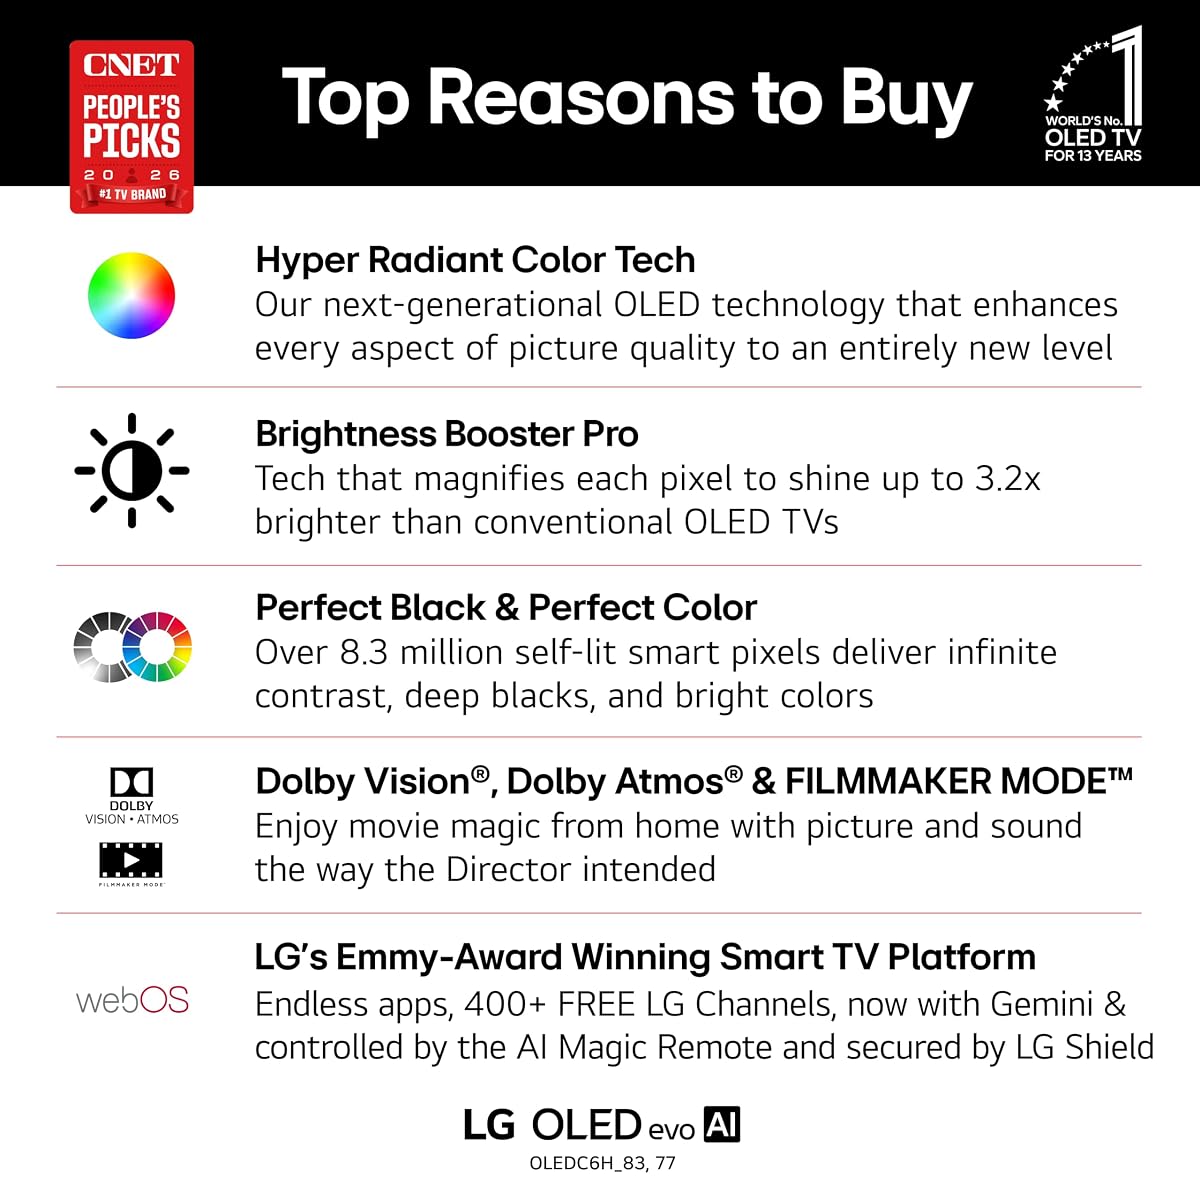 CNET
PEOPLE'S
PICKS
20 26
#1 TV BRAND
Top Reasons to Buy
1
WORLD'S No.
OLED TV
FOR 13 YEARS
Hyper Radiant Color Tech
Our next-generational OLED technology that enhances
every aspect of picture quality to an entirely new level
Brightness Booster Pro
Tech that magnifies each pixel to shine up to 3.2x
brighter than conventional OLED TVs
Perfect Black & Perfect Color
Over 8.3 million self-lit smart pixels deliver infinite
contrast, deep blacks, and bright colors
DOLBY
VISION • ATMOS
FILMMAKER MODE™
Dolby Vision®, Dolby Atmos® & FILMMAKER MODE™
Enjoy movie magic from home with picture and sound
the way the Director intended
webOS
LG's Emmy-Award Winning Smart TV Platform
Endless apps, 400+ FREE LG Channels, now with Gemini &
controlled by the AI Magic Remote and secured by LG Shield
LG OLED evo AI
OLEDC6H_83, 77